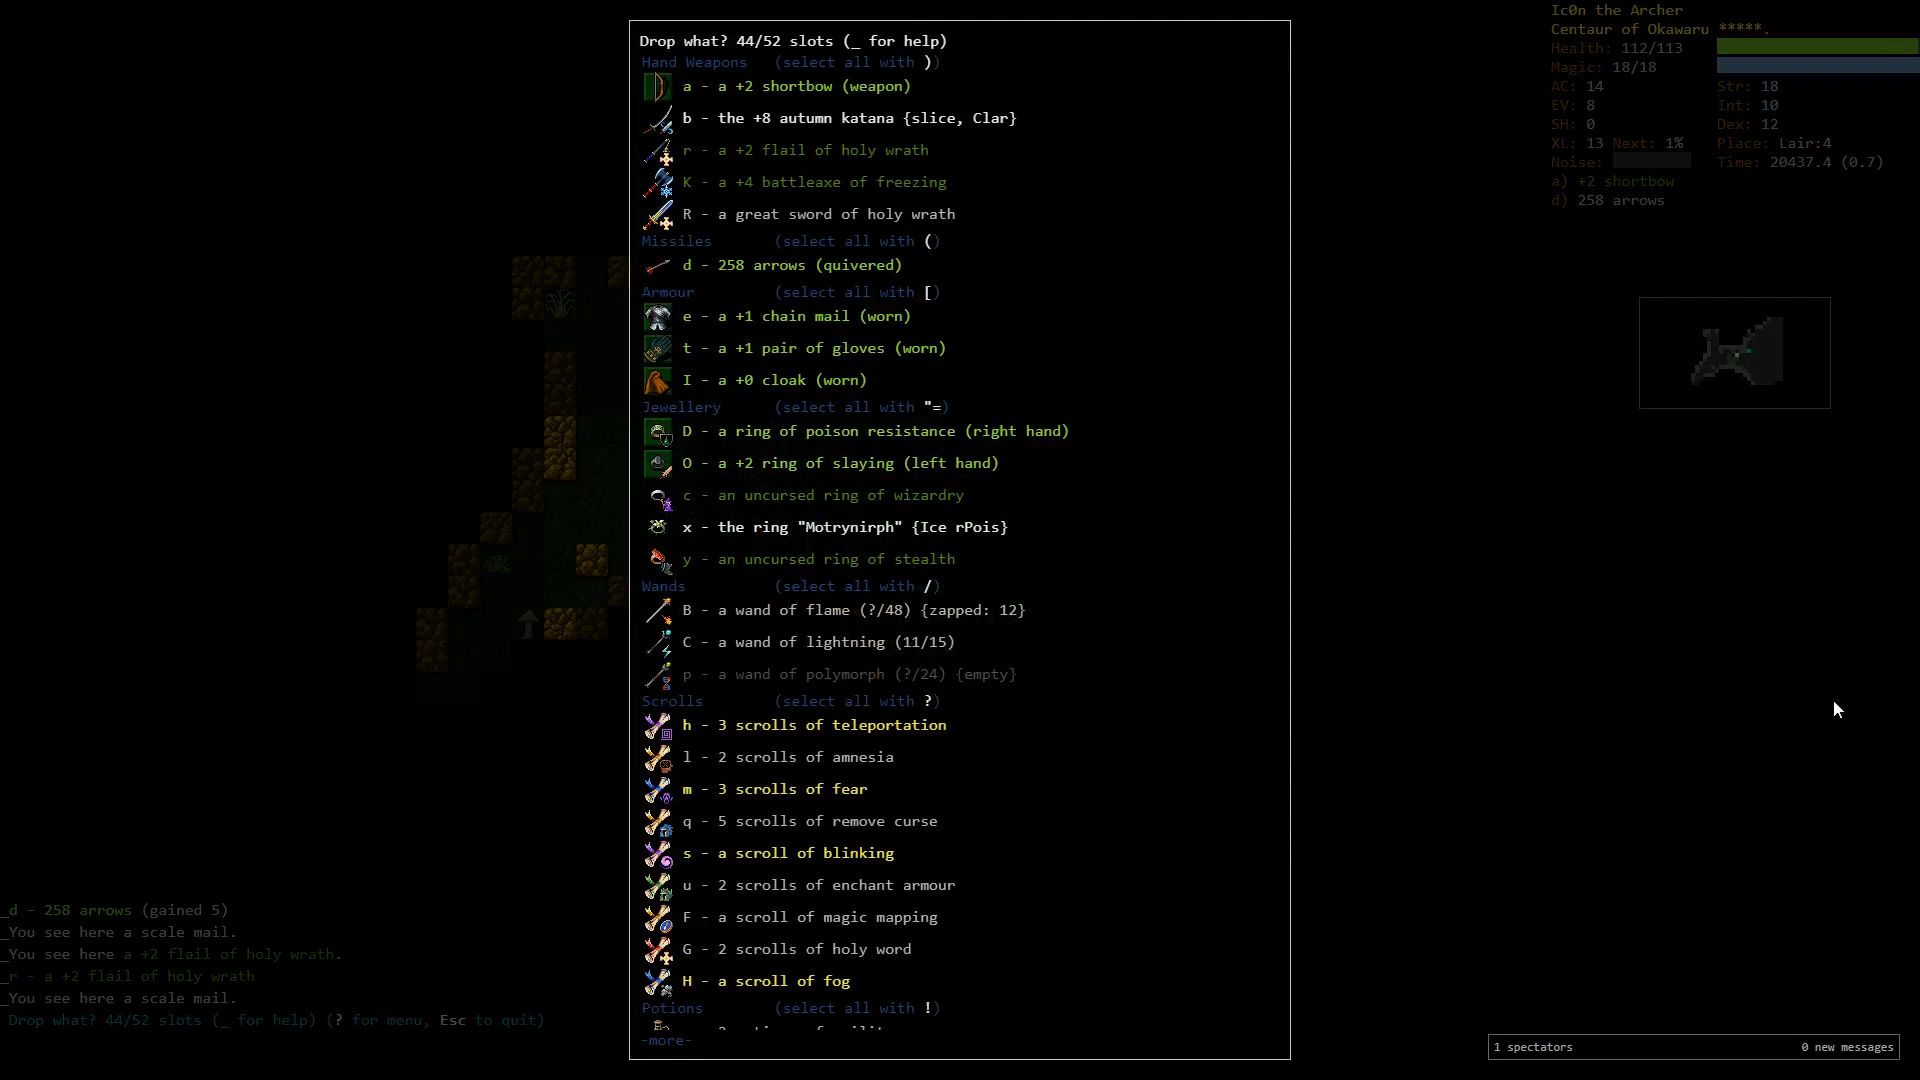 Drop what? 44/52 slots (_ for help)
Hand Weapons (select all with ))
a - a +2 shortbow (weapon)
b - the +8 autumn katana {slice, Clar}
r - a +2 flail of holy wrath
K - a +4 battleaxe of freezing
R - a great sword of holy wrath
Missiles (select all with ()
d - 258 arrows (quivered)
Armour (select all with [)
e - a +1 chain mail (worn)
t - a +1 pair of gloves (worn)
I - a +0 cloak (worn)
Jewellery (select all with "=)
D - a ring of poison resistance (right hand)
O - a +2 ring of slaying (left hand)
c - an uncursed ring of wizardry
x - the ring "Motrynirph" {Ice rPois}
y - an uncursed ring of stealth
Wands (select all with /)
B - a wand of flame (?/48) {zapped: 12}
C - a wand of lightning (11/15)
p - a wand of polymorph (?/24) {empty}
Scrolls (select all with ?)
h - 3 scrolls of teleportation
l - 2 scrolls of amnesia
m - 3 scrolls of fear
q - 5 scrolls of remove curse
s - a scroll of blinking
u - 2 scrolls of enchant armour
F - a scroll of magic mapping
G - 2 scrolls of holy word
H - a scroll of fog
Potions (select all with !)
-more-
Ic0n the Archer
Centaur of Okawaru *****.
Health: 112/113
Magic: 18/18
AC: 14 Str: 18
EV: 8 Int: 10
SH: 0 Dex: 12
XL: 13 Next: 1% Place: Lair:4
Noise: Time: 20437.4 (0.7)
a) +2 shortbow
d) 258 arrows
_d - 258 arrows (gained 5)
_You see here a scale mail.
_You see here a +2 flail of holy wrath.
_r - a +2 flail of holy wrath
_You see here a scale mail.
Drop what? 44/52 slots (_ for help) (? for menu, Esc to quit)
1 spectators 0 new messages